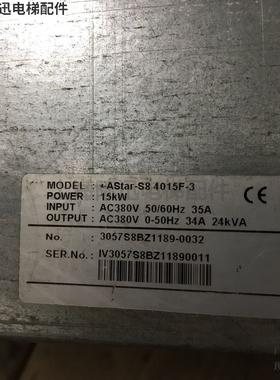 迅电梯配件
MODEL : AStar-S8 4015F-3
POWER : 15kW
INPUT : AC380V 50/60Hz 35A
OUTPUT : AC380V 0-50Hz 34A 24kVA
No. : 3057S8BZ1189-0032
SER.No.: IV3057S8BZ11890011